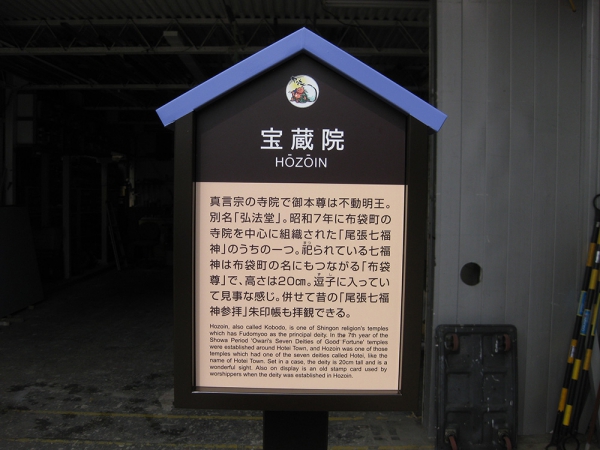 宝蔵院
HŌZŌIN
真言宗の寺院で御本尊は不動明王。
別名「弘法堂」。昭和7年に布袋町の
寺院を中心に組織された「尾張七福
神」のうちの一つ。祀られている七福
神は布袋町の名にもつながる「布袋
尊」で、高さは20㎝。逗子に入ってい
て見事な感じ。併せて昔の「尾張七福
神参拝」朱印帳も拝観できる。
Hozoin, also called Kobodo, is one of Shingon religion's temples
which has Fudomyoo as the principal deity. In the 7th year of the
Showa Period 'Owari's Seven Deities of Good Fortune' temples
were established around Hotei Town, and Hozoin was one of those
temples which had one of the seven deities called Hotei, like the
name of Hotei Town. Set in a case, the deity is 20cm tall and is a
wonderful sight. Also on display is an old stamp card used by
worshippers when the deity was established in Hozoin.